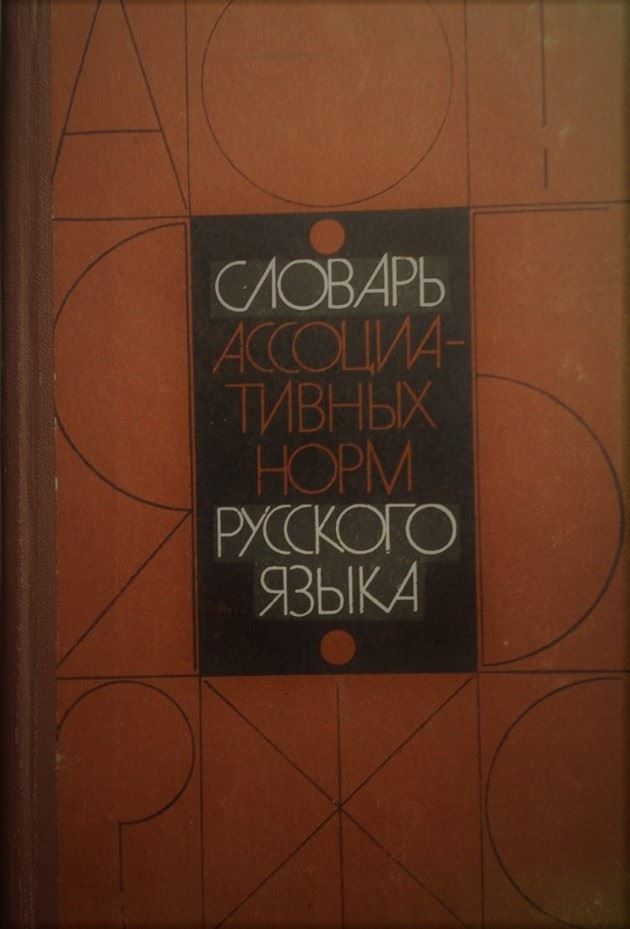 СЛОВАРЬ
АССОЦИА-
ТИВНЫХ
НОРМ
РУССКОГО
ЯЗЫКА